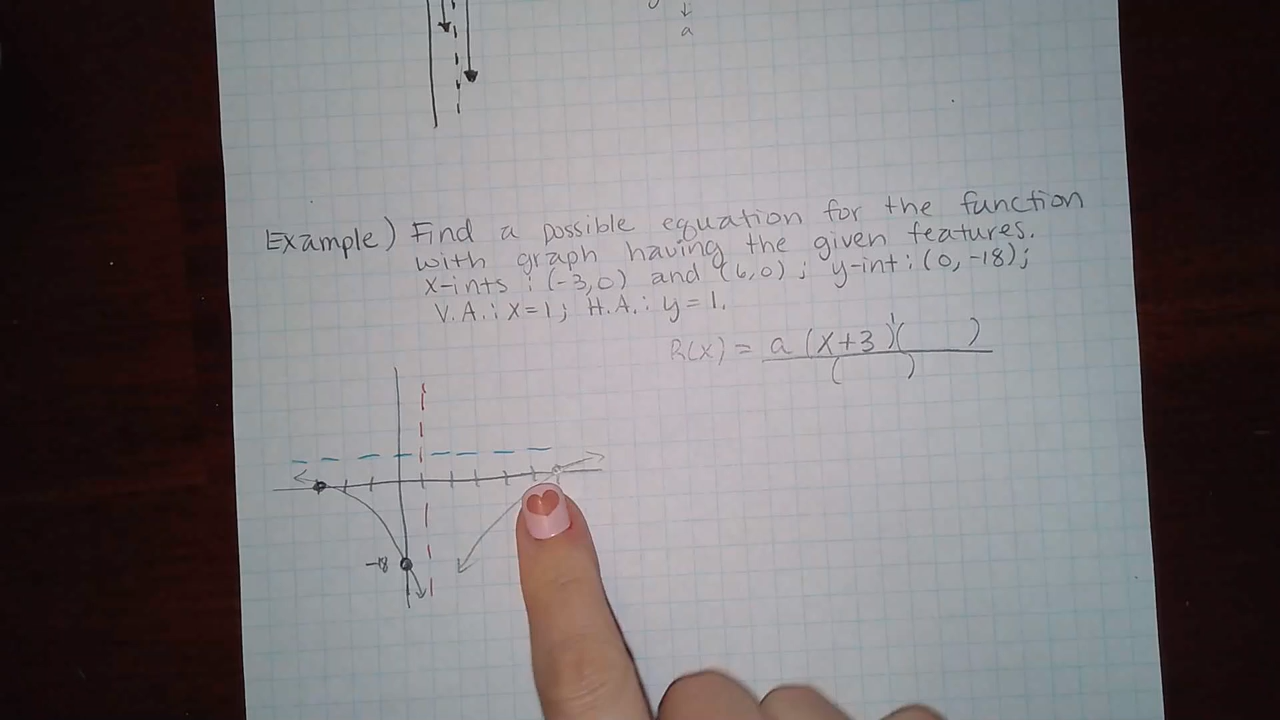 a
Example) Find a possible equation for the function
with graph having the given features.
x-ints : (-3,0) and (6,0) ; y-int : (0, -18);
V.A.: x=1; H.A.: y=1.
R(x) = a (x+3)¹( )
( )
-18